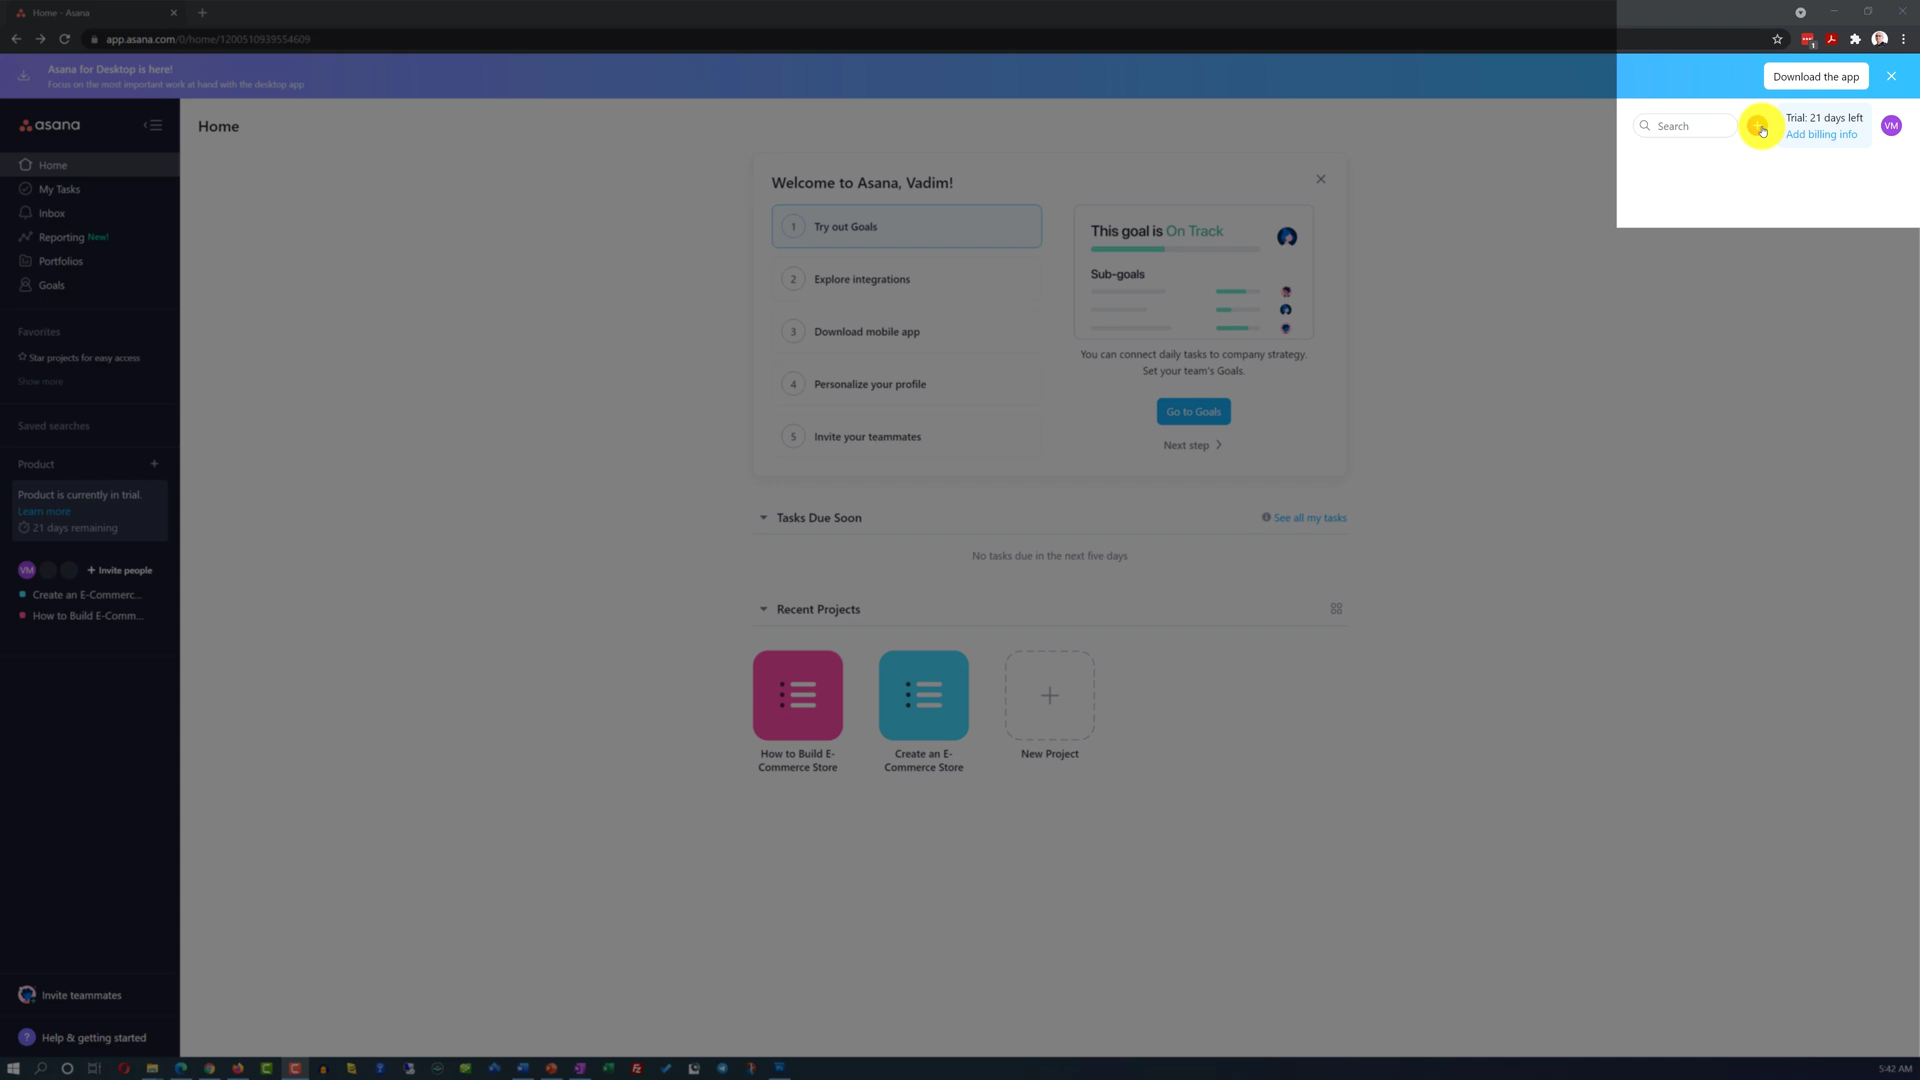 Home - Asana
app.asana.com/0/home/1200510939554609
1
Asana for Desktop is here!
Focus on the most important work at hand with the desktop app
Download the app
asana
Home
Search
Trial: 21 days left
Add billing info
VM
Home
My Tasks
Inbox
Reporting New!
Portfolios
Goals
Favorites
Star projects for easy access
Show more
Saved searches
Product
Product is currently in trial.
Learn more
21 days remaining
VM
Invite people
Create an E-Commerc...
How to Build E-Comm...
Invite teammates
? Help & getting started
Welcome to Asana, Vadim!
1 Try out Goals
2 Explore integrations
3 Download mobile app
4 Personalize your profile
5 Invite your teammates
This goal is On Track
Sub-goals
You can connect daily tasks to company strategy.
Set your team's Goals.
Go to Goals
Next step
Tasks Due Soon
See all my tasks
No tasks due in the next five days
Recent Projects
How to Build E-
Commerce Store
Create an E-
Commerce Store
New Project
5:42 AM